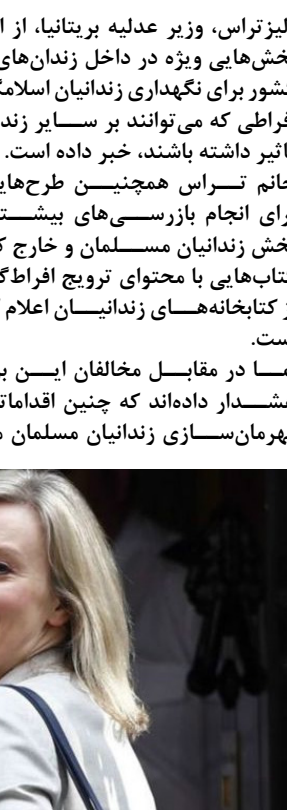 لیزتراس، وزیر عدلیه بریتانیا، از ا
بخش‌هایی ویژه در داخل زندان‌های
کشور برای نگهداری زندانیان اسلامگ
افراطی که می‌توانند بر سایر زند
تاثیر داشته باشند، خبر داده است.
خانم تراس همچنین طرح‌های
برای انجام بازرسی‌های بیشت
بخش زندانیان مسلمان و خارج ک
کتاب‌هایی با محتوای ترویج افراطگ
از کتابخانه‌های زندانیان اعلام
است.
اما در مقابل مخالفان این ب
هشدار داده‌اند که چنین اقداماتی
قهرمان‌سازی زندانیان مسلمان م